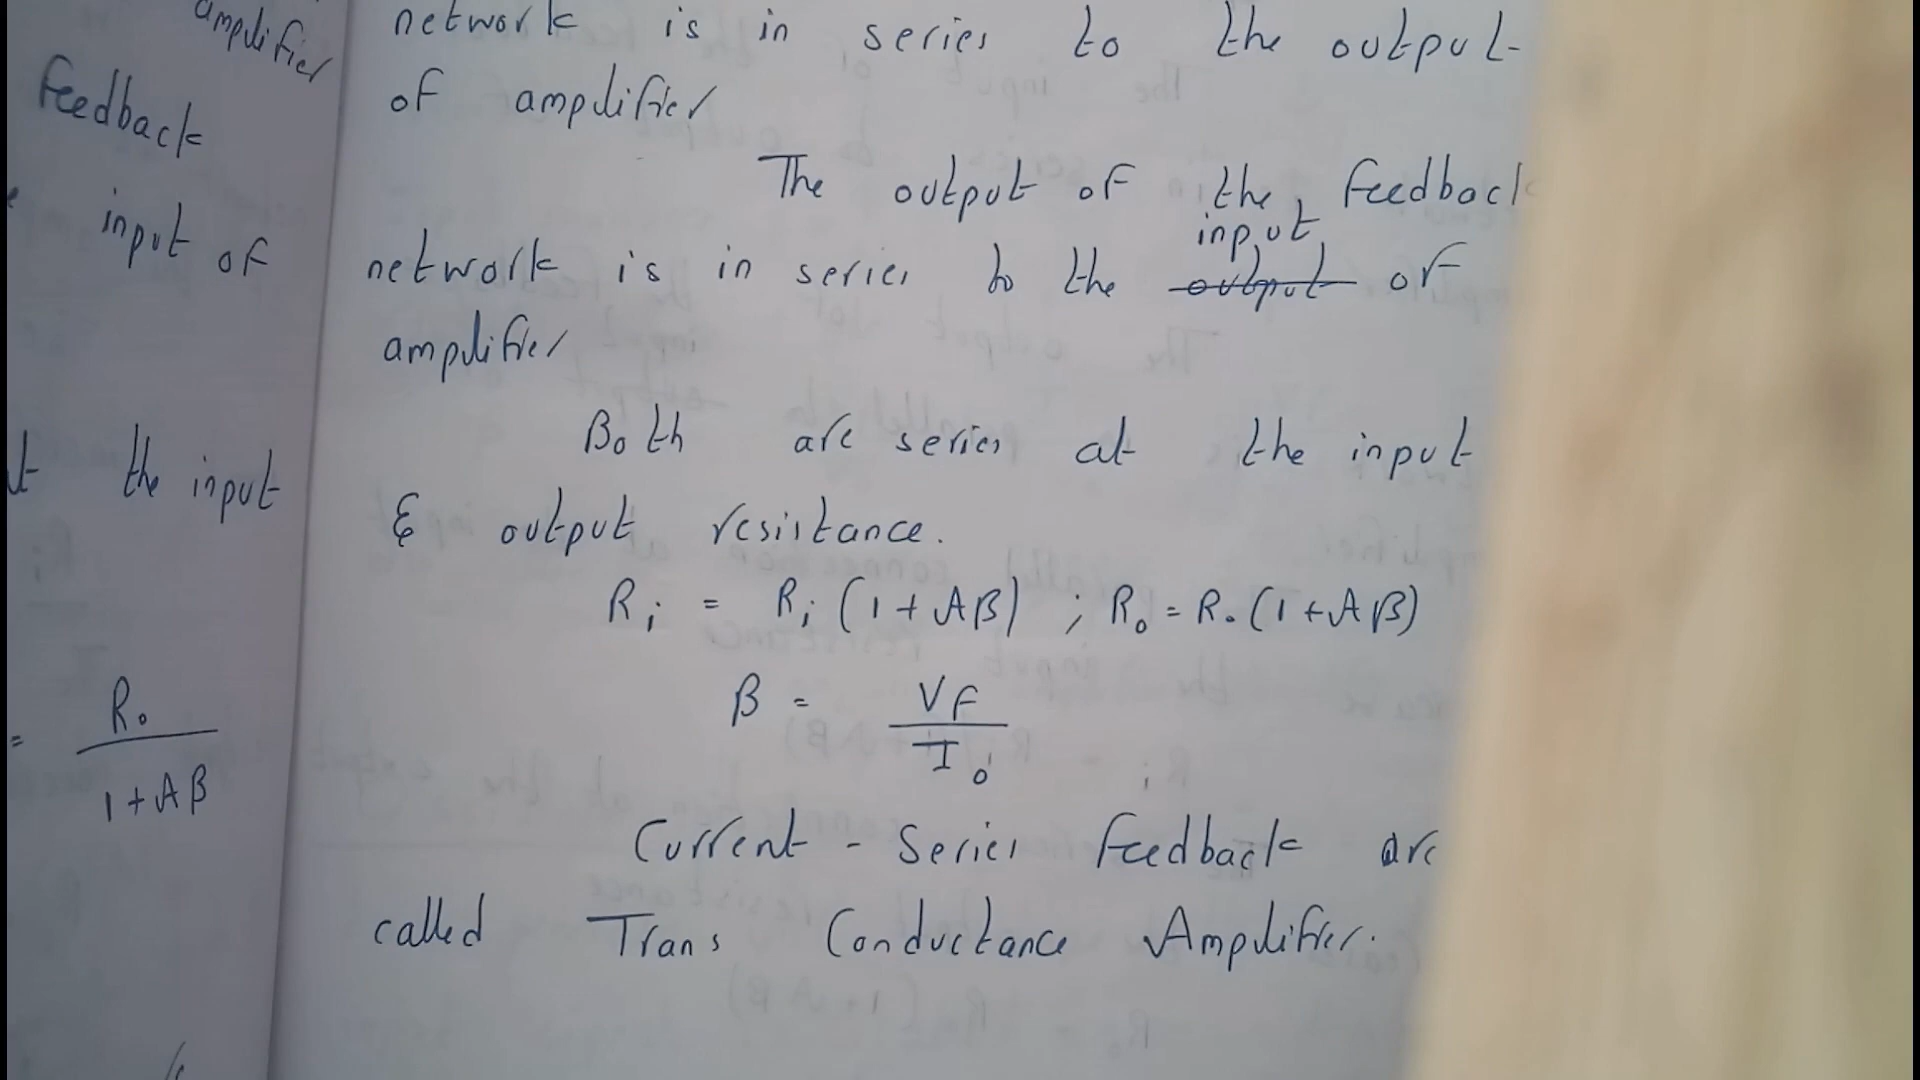 amplifier
feedback
input of
the input
= R₀ / 1 + Aβ
network is in series to the output
of amplifier
The output of the feedback
network is in series to the ~~output~~ input of
amplifier
Both are series at the input
& output resistance.
Rᵢ = Rᵢ (1 + Aβ) ; R₀ = R₀ (1 + Aβ)
β = VF / I₀
Current - Series feedback are
called Trans Conductance Amplifier.